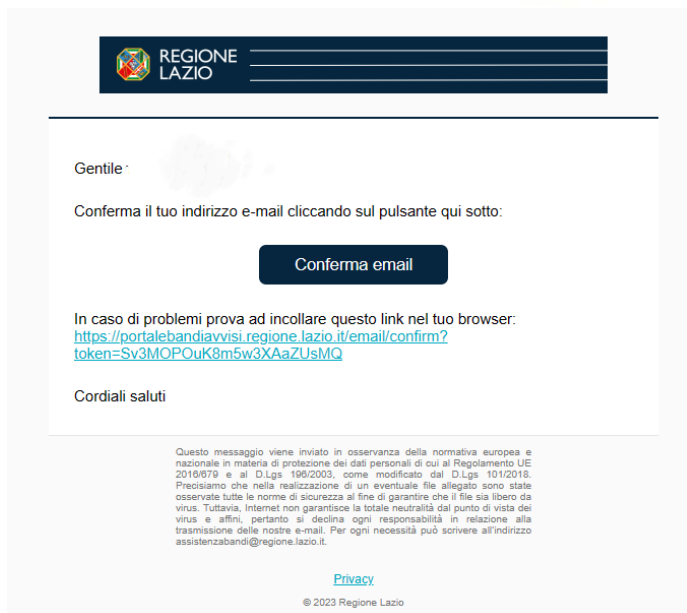 REGIONE
LAZIO
Gentile
Conferma il tuo indirizzo e-mail cliccando sul pulsante qui sotto:
Conferma email
In caso di problemi prova ad incollare questo link nel tuo browser:
https://portalebandiavvisi.regione.lazio.it/email/confirm?
token=Sv3MOPOuK8m5w3XAaZUsMQ
Cordiali saluti
Questo messaggio viene inviato in osservanza della normativa europea e
nazionale in materia di protezione dei dati personali di cui al Regolamento UE
2016/679 e al D.Lgs 196/2003, come modificato dal D.Lgs 101/2018.
Precisiamo che nella realizzazione di un eventuale file allegato sono state
osservate tutte le norme di sicurezza al fine di garantire che il file sia libero da
virus. Tuttavia, Internet non garantisce la totale neutralità dal punto di vista dei
virus e affini, pertanto si declina ogni responsabilità in relazione alla
trasmissione delle nostre e-mail. Per ogni necessità può scrivere all'indirizzo
assistenzabandi@regione.lazio.it.
Privacy
© 2023 Regione Lazio